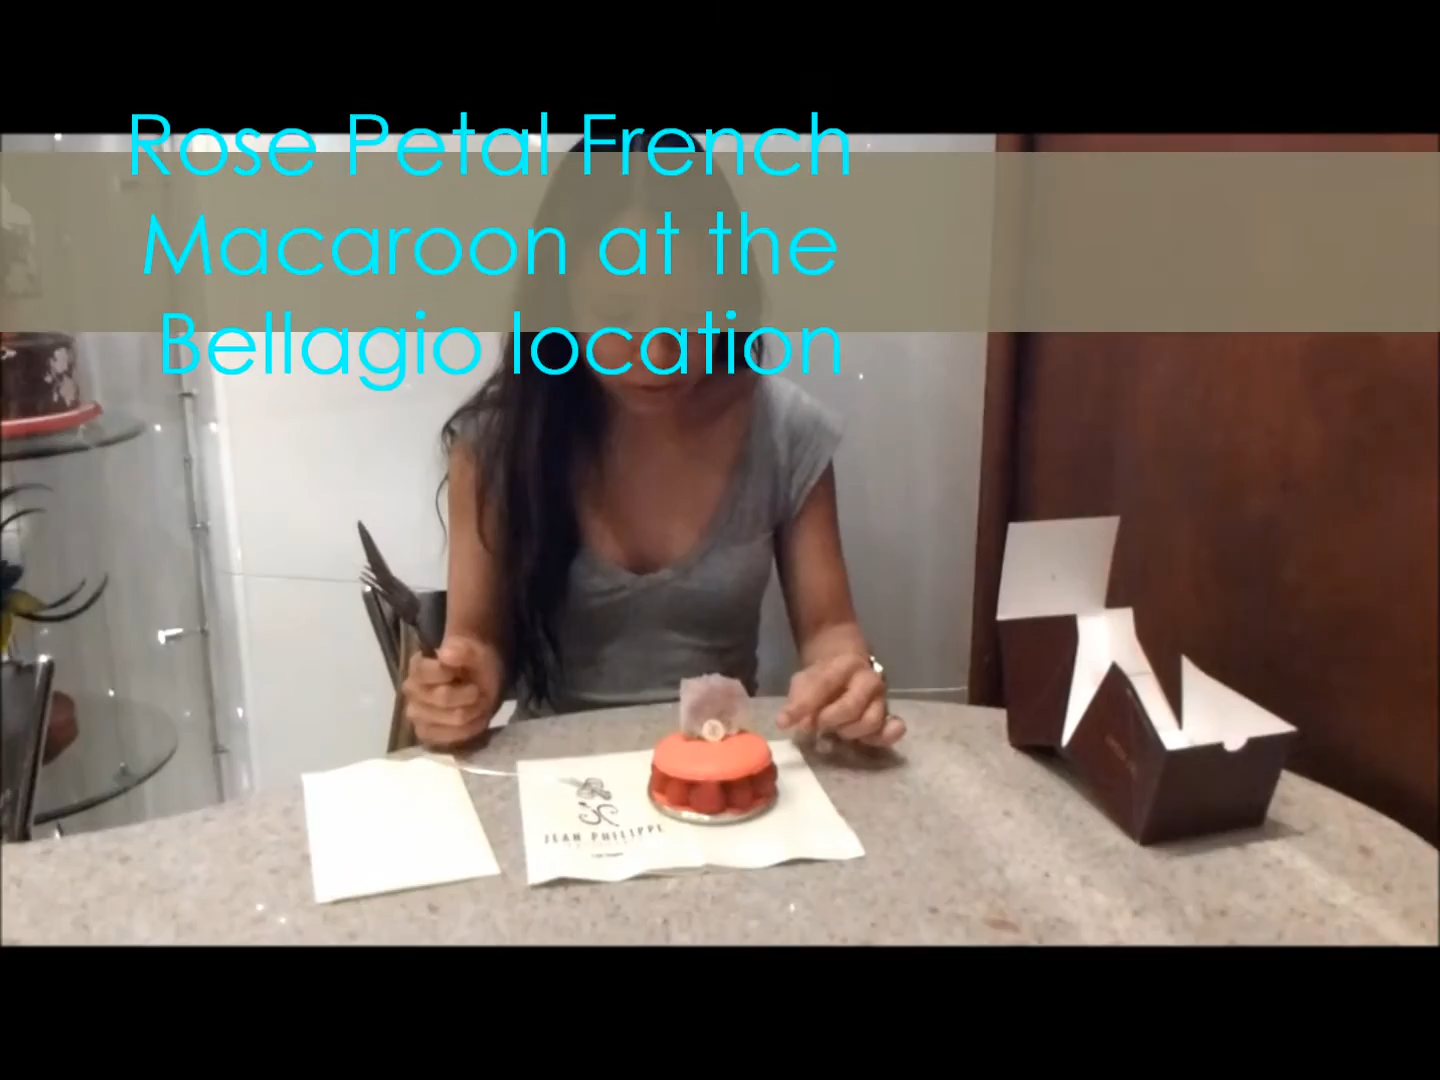 Rose Petal French
Macaroon at the
Bellagio location
JEAN PHILIPPE